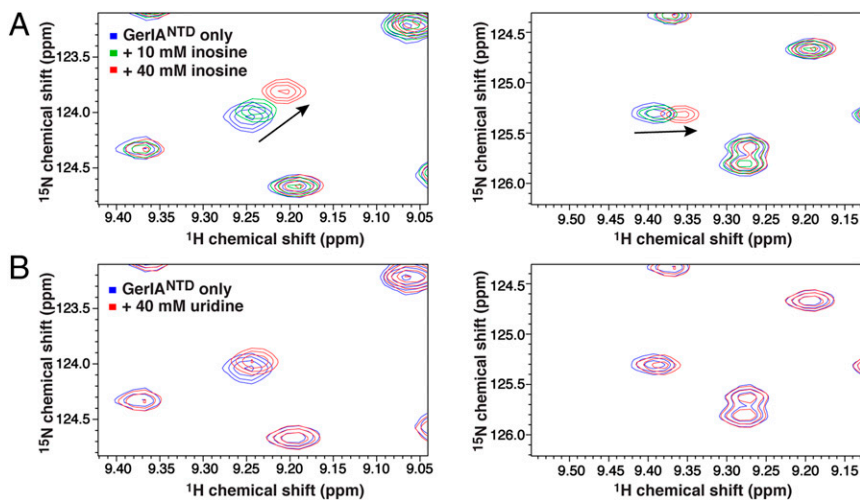 A
GerIA^NTD only
+ 10 mM inosine
+ 40 mM inosine
123.5
124.0
124.5
15N chemical shift (ppm)
9.40 9.35 9.30 9.25 9.20 9.15 9.10 9.05
1H chemical shift (ppm)
124.5
125.0
125.5
126.0
15N chemical shift (ppm)
9.50 9.45 9.40 9.35 9.30 9.25 9.20 9.15
1H chemical shift (ppm)
B
GerIA^NTD only
+ 40 mM uridine
123.5
124.0
124.5
15N chemical shift (ppm)
9.40 9.35 9.30 9.25 9.20 9.15 9.10 9.05
1H chemical shift (ppm)
124.5
125.0
125.5
126.0
15N chemical shift (ppm)
9.50 9.45 9.40 9.35 9.30 9.25 9.20 9.15
1H chemical shift (ppm)